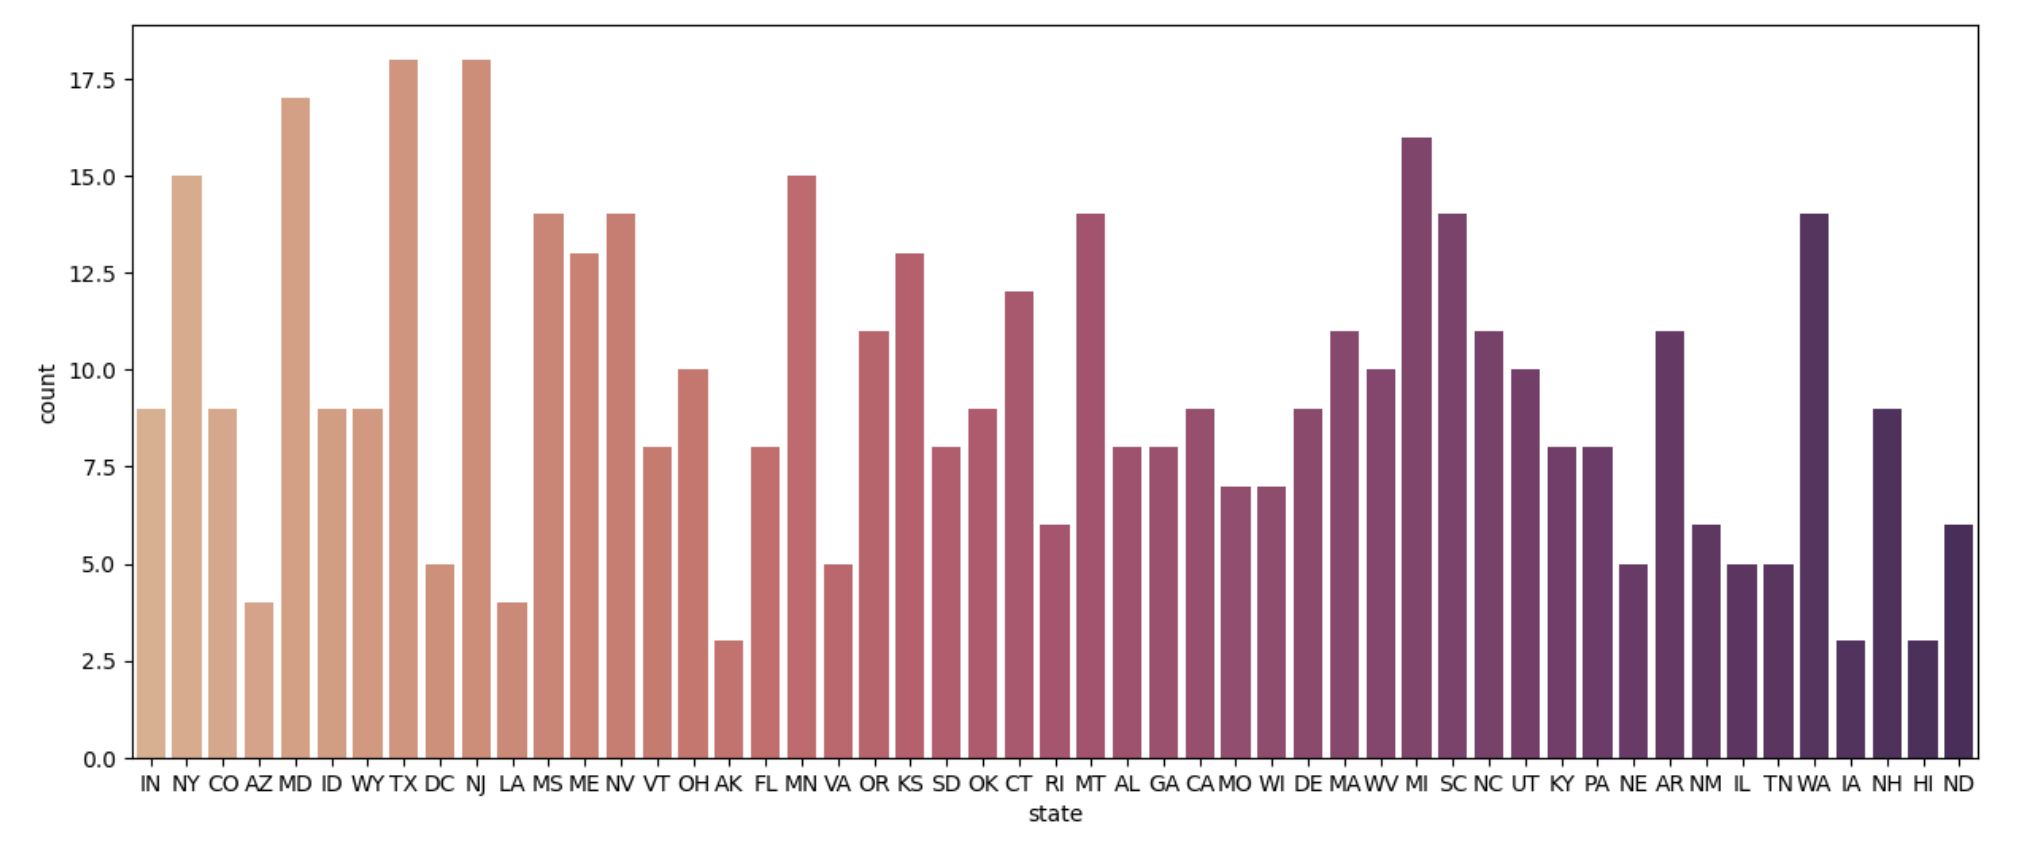 17.5
15.0
12.5
10.0
7.5
5.0
2.5
0.0
count
IN NY CO AZ MD ID WY TX DC NJ LA MS ME NV VT OH AK FL MN VA OR KS SD OK CT RI MT AL GA CA MO WI DE MA WV MI SC NC UT KY PA NE AR NM IL TN WA IA NH HI ND
state